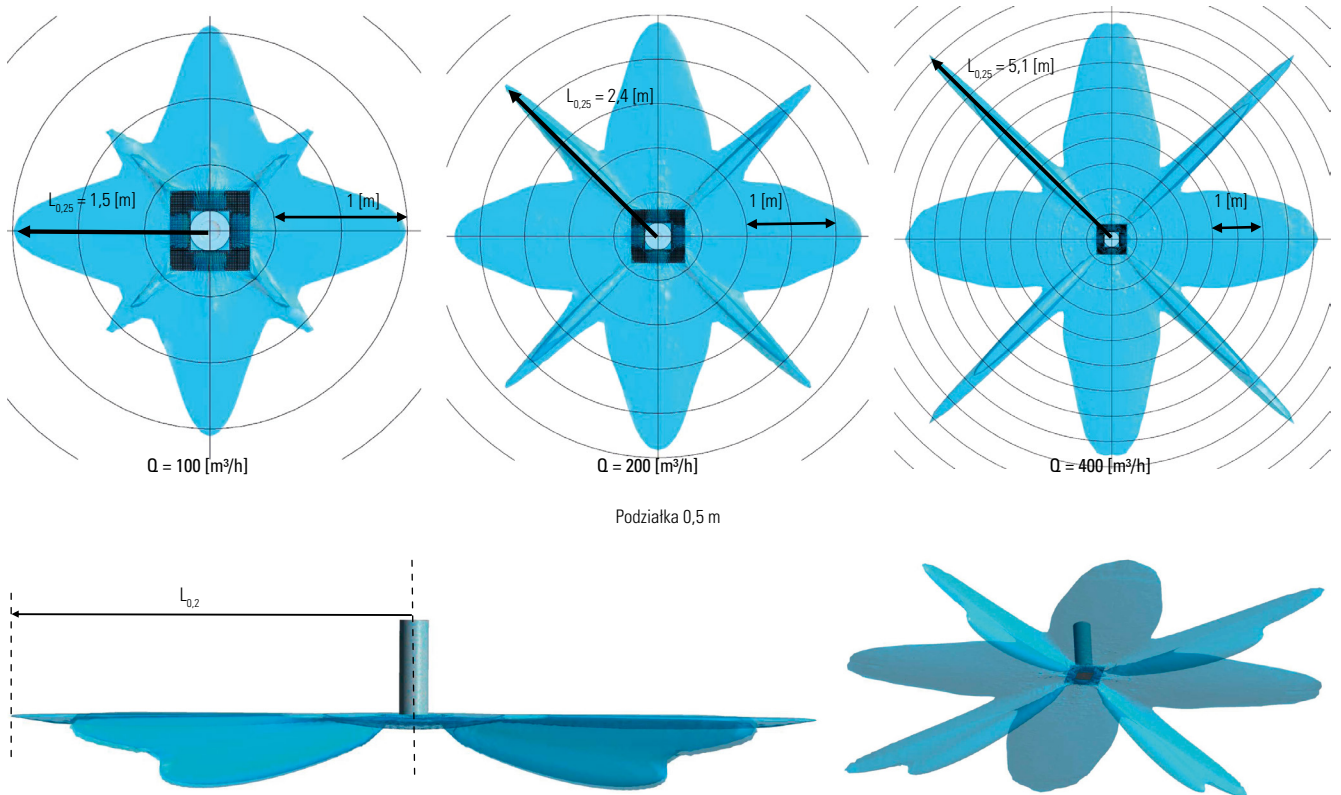 L0,25 = 1,5 [m]
1 [m]
Q = 100 [m³/h]
L0,25 = 2,4 [m]
1 [m]
Q = 200 [m³/h]
L0,25 = 5,1 [m]
1 [m]
Q = 400 [m³/h]
Podziałka 0,5 m
L0,2